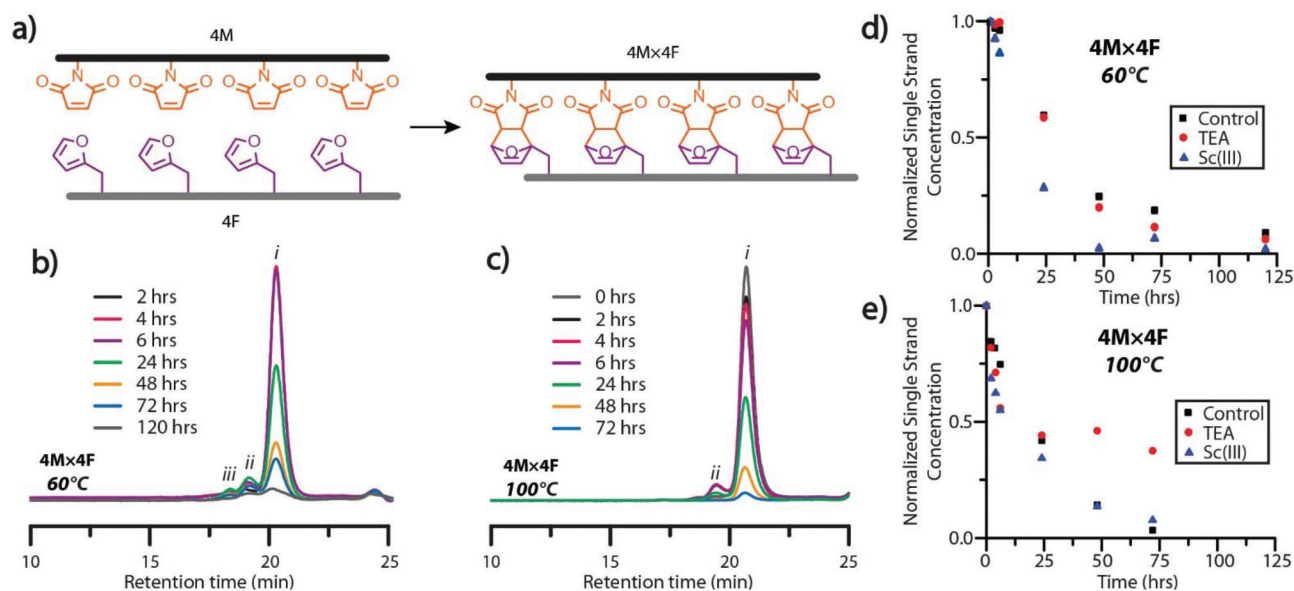 a)
4M
O N O O N O O N O O N O
O O O O
4F
4M×4F
O N O O N O O N O O N O
O O O O
b)
i
ii
iii
2 hrs
4 hrs
6 hrs
24 hrs
48 hrs
72 hrs
120 hrs
4M×4F
60°C
10 15 20 25
Retention time (min)
c)
i
ii
0 hrs
2 hrs
4 hrs
6 hrs
24 hrs
48 hrs
72 hrs
4M×4F
100°C
10 15 20 25
Retention time (min)
d)
Normalized Single Strand
Concentration
1.0
0.5
0.0
4M×4F
60°C
Control
TEA
Sc(III)
0 25 50 75 100 125
Time (hrs)
e)
Normalized Single Strand
Concentration
1.0
0.5
0.0
4M×4F
100°C
Control
TEA
Sc(III)
0 25 50 75 100 125
Time (hrs)